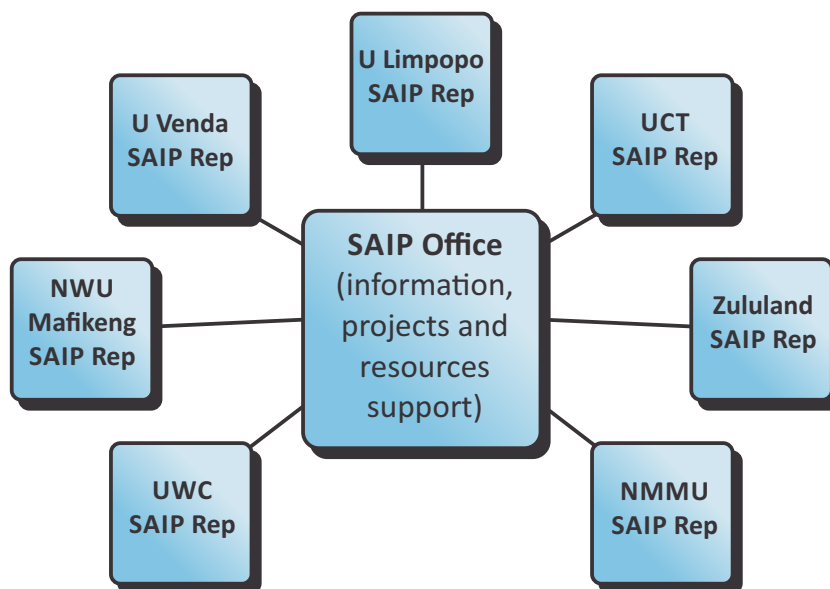 U Limpopo
SAIP Rep
U Venda
SAIP Rep
UCT
SAIP Rep
SAIP Office
(information,
projects and
resources
support)
NWU
Mafikeng
SAIP Rep
Zululand
SAIP Rep
UWC
SAIP Rep
NMMU
SAIP Rep